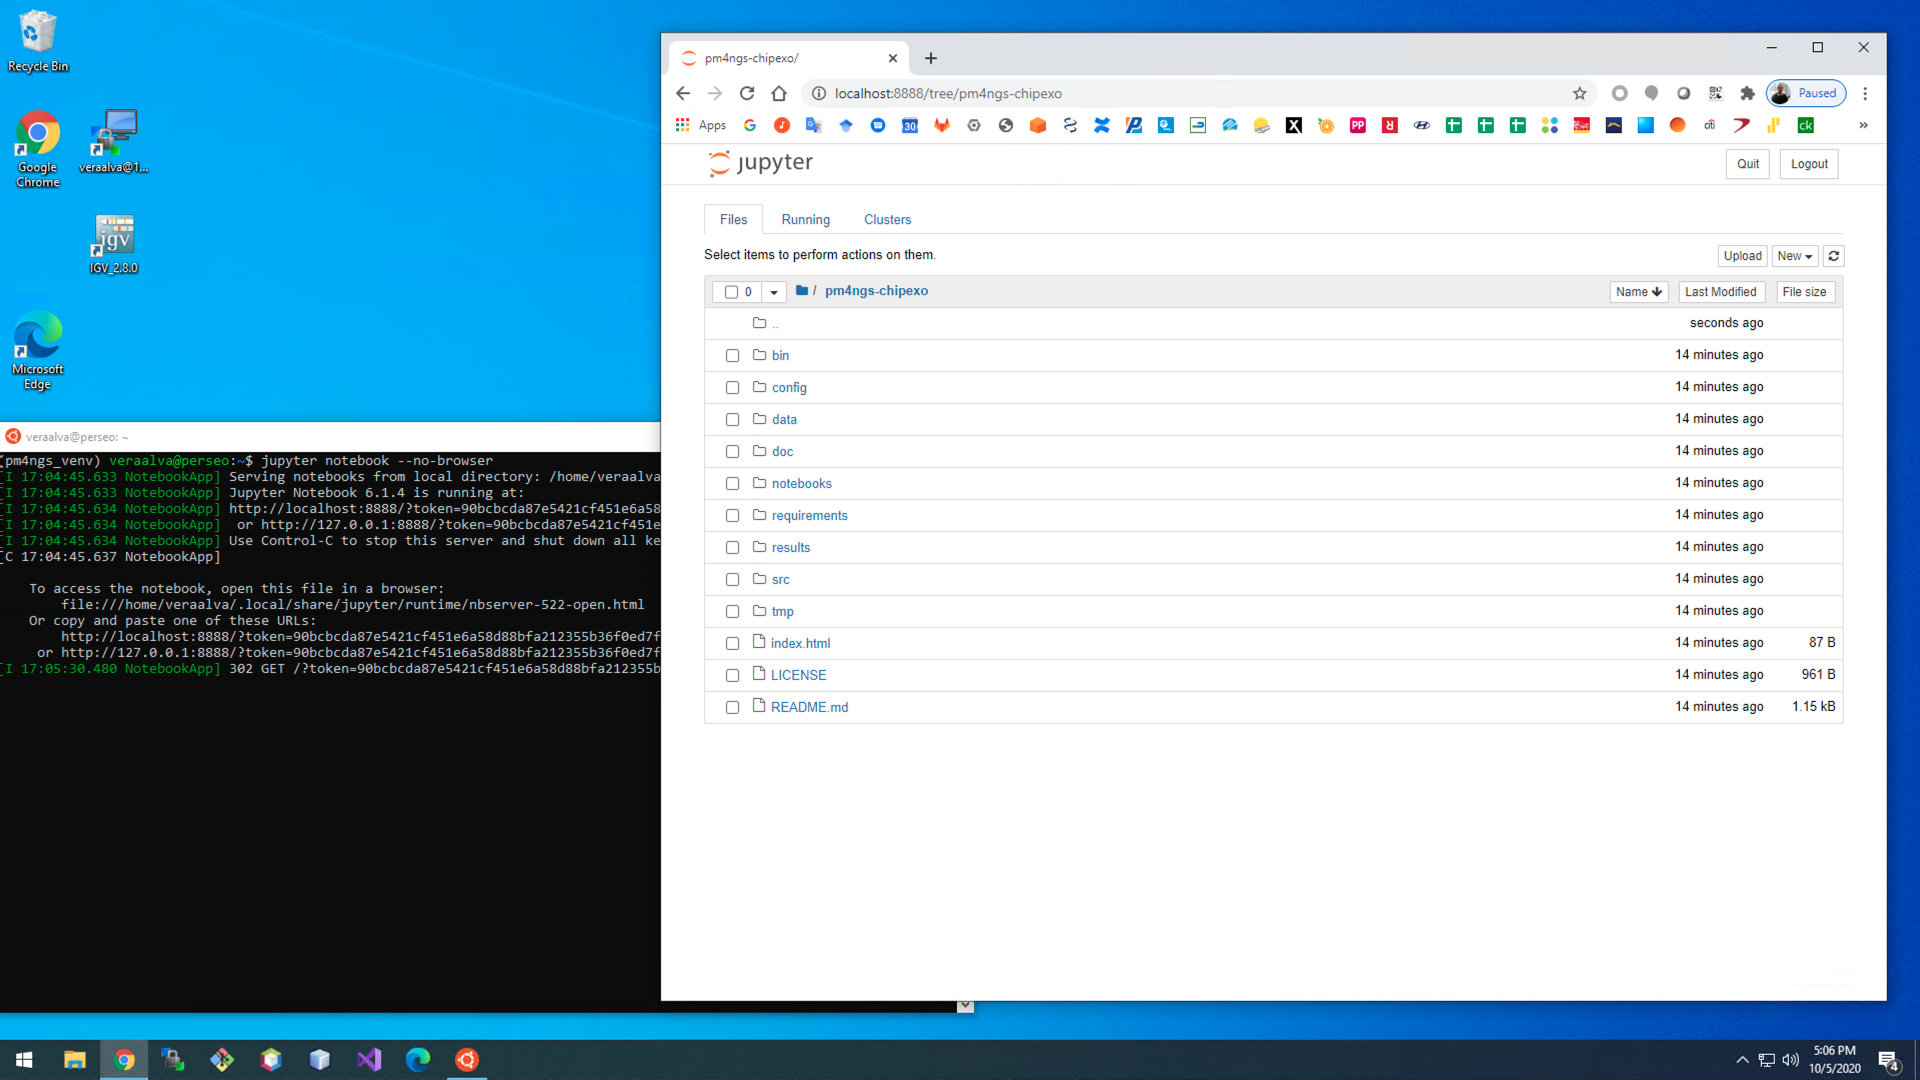 Recycle Bin
Google Chrome
veraalva@1...
IGV_2.8.0
Microsoft Edge
pm4ngs-chipexo/
localhost:8888/tree/pm4ngs-chipexo
Paused
Apps
jupyter
Quit
Logout
Files
Running
Clusters
Select items to perform actions on them.
Upload
New
0
/ pm4ngs-chipexo
Name
Last Modified
File size
.. seconds ago
bin 14 minutes ago
config 14 minutes ago
data 14 minutes ago
doc 14 minutes ago
notebooks 14 minutes ago
requirements 14 minutes ago
results 14 minutes ago
src 14 minutes ago
tmp 14 minutes ago
index.html 14 minutes ago 87 B
LICENSE 14 minutes ago 961 B
README.md 14 minutes ago 1.15 kB
veraalva@perseo: ~
(pm4ngs_venv) veraalva@perseo:~$ jupyter notebook --no-browser
[I 17:04:45.633 NotebookApp] Serving notebooks from local directory: /home/veraalva
[I 17:04:45.633 NotebookApp] Jupyter Notebook 6.1.4 is running at:
[I 17:04:45.634 NotebookApp] http://localhost:8888/?token=90bcbcda87e5421cf451e6a58
[I 17:04:45.634 NotebookApp]  or http://127.0.0.1:8888/?token=90bcbcda87e5421cf451e
[I 17:04:45.634 NotebookApp] Use Control-C to stop this server and shut down all ke
[C 17:04:45.637 NotebookApp]
To access the notebook, open this file in a browser:
file:///home/veraalva/.local/share/jupyter/runtime/nbserver-522-open.html
Or copy and paste one of these URLs:
http://localhost:8888/?token=90bcbcda87e5421cf451e6a58d88bfa212355b36f0ed7f
or http://127.0.0.1:8888/?token=90bcbcda87e5421cf451e6a58d88bfa212355b36f0ed7f
[I 17:05:30.480 NotebookApp] 302 GET /?token=90bcbcda87e5421cf451e6a58d88bfa212355b
5:06 PM
10/5/2020
4